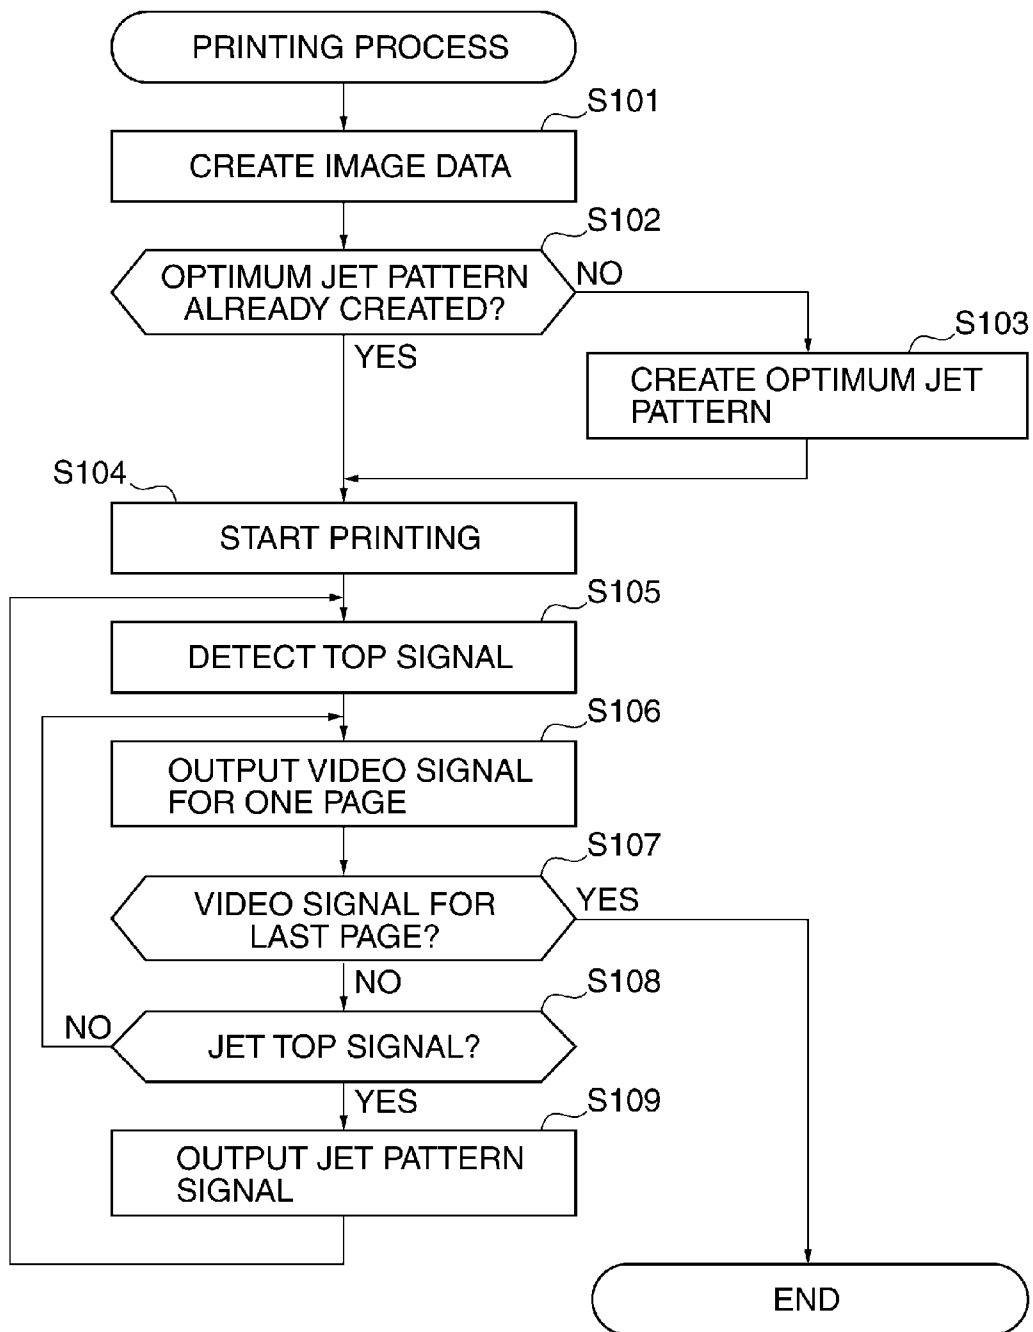 PRINTING PROCESS
S101
CREATE IMAGE DATA
S102
OPTIMUM JET PATTERN
ALREADY CREATED?
NO
YES
S103
CREATE OPTIMUM JET
PATTERN
S104
START PRINTING
S105
DETECT TOP SIGNAL
S106
OUTPUT VIDEO SIGNAL
FOR ONE PAGE
S107
VIDEO SIGNAL FOR
LAST PAGE?
YES
NO
S108
NO
JET TOP SIGNAL?
YES
S109
OUTPUT JET PATTERN
SIGNAL
END